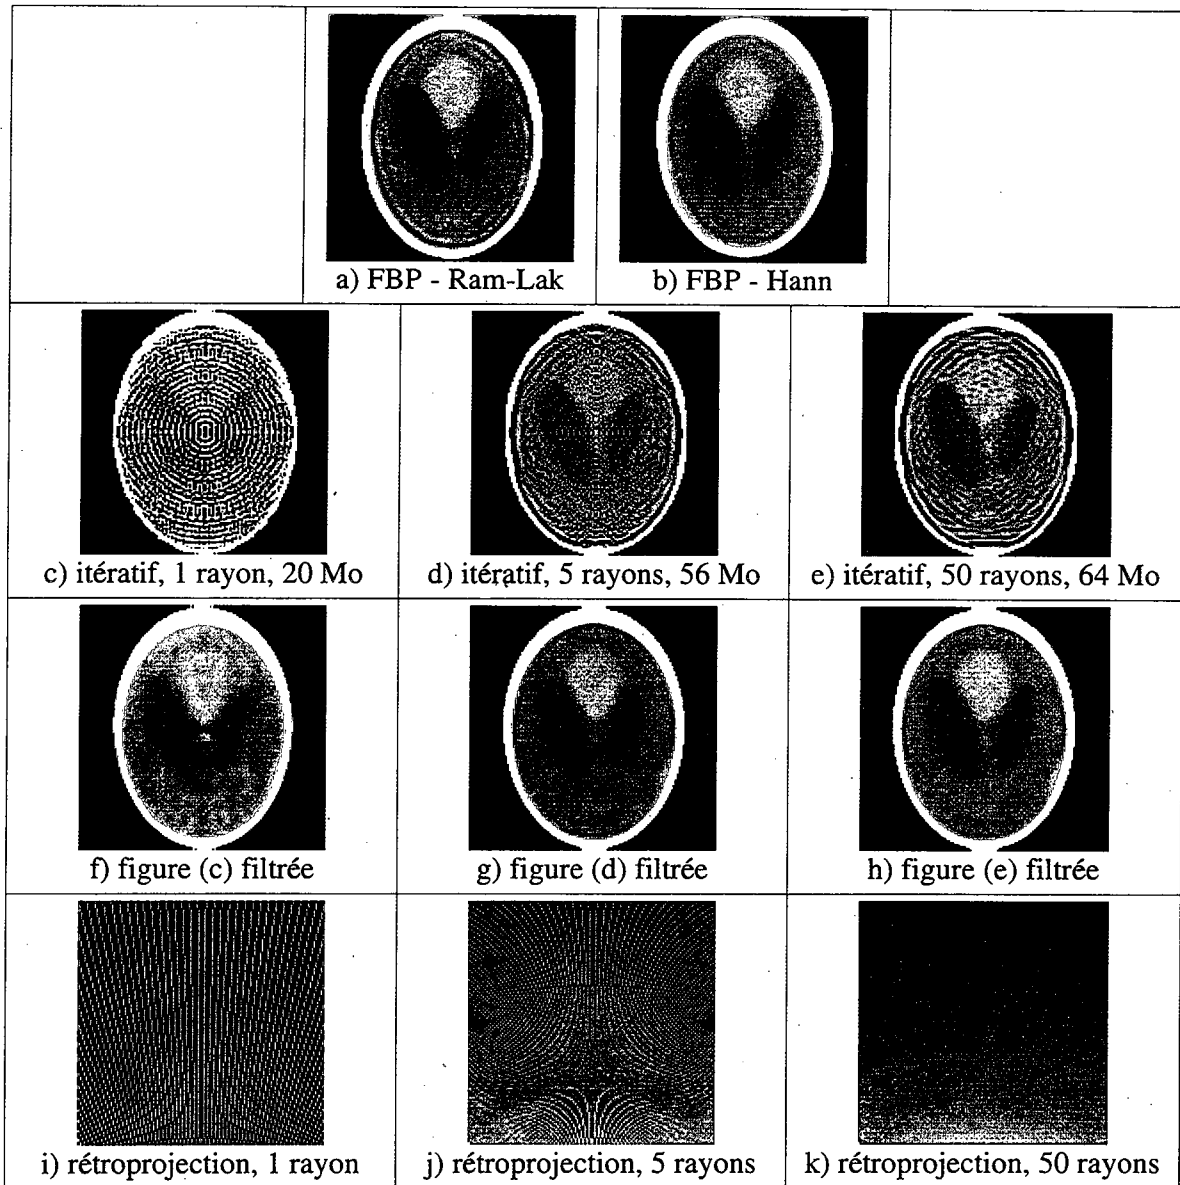 a) FBP - Ram-Lak
b) FBP - Hann
c) itératif, 1 rayon, 20 Mo
d) itératif, 5 rayons, 56 Mo
e) itératif, 50 rayons, 64 Mo
f) figure (c) filtrée
g) figure (d) filtrée
h) figure (e) filtrée
i) rétroprojection, 1 rayon
j) rétroprojection, 5 rayons
k) rétroprojection, 50 rayons